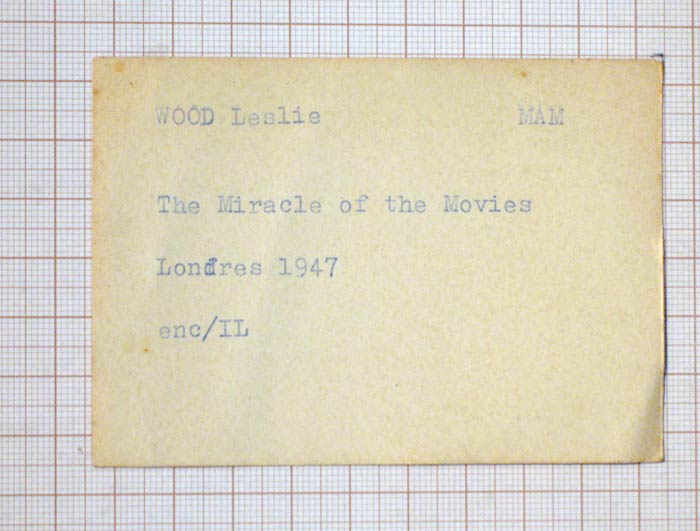 WOOD Leslie MAM
The Miracle of the Movies
Londres 1947
enc/IL